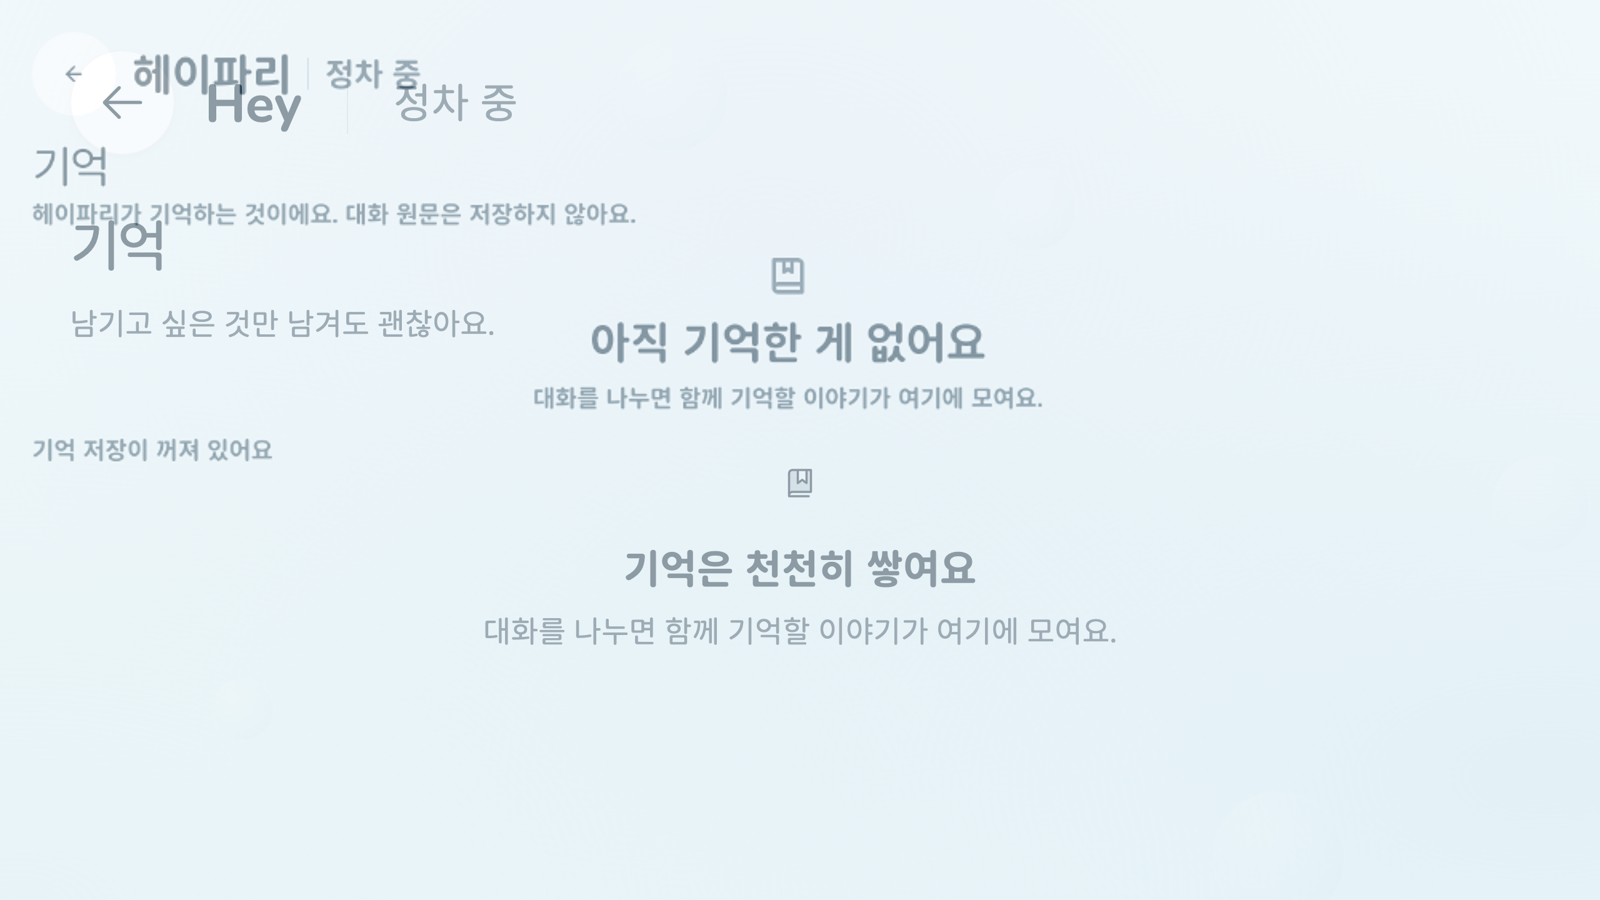 헤이파리 정차 중
Hey 정차 중
기억
헤이파리가 기억하는 것이에요. 대화 원문은 저장하지 않아요.
기억
남기고 싶은 것만 남겨도 괜찮아요.
아직 기억한 게 없어요
대화를 나누면 함께 기억할 이야기가 여기에 모여요.
기억 저장이 꺼져 있어요
기억은 천천히 쌓여요
대화를 나누면 함께 기억할 이야기가 여기에 모여요.